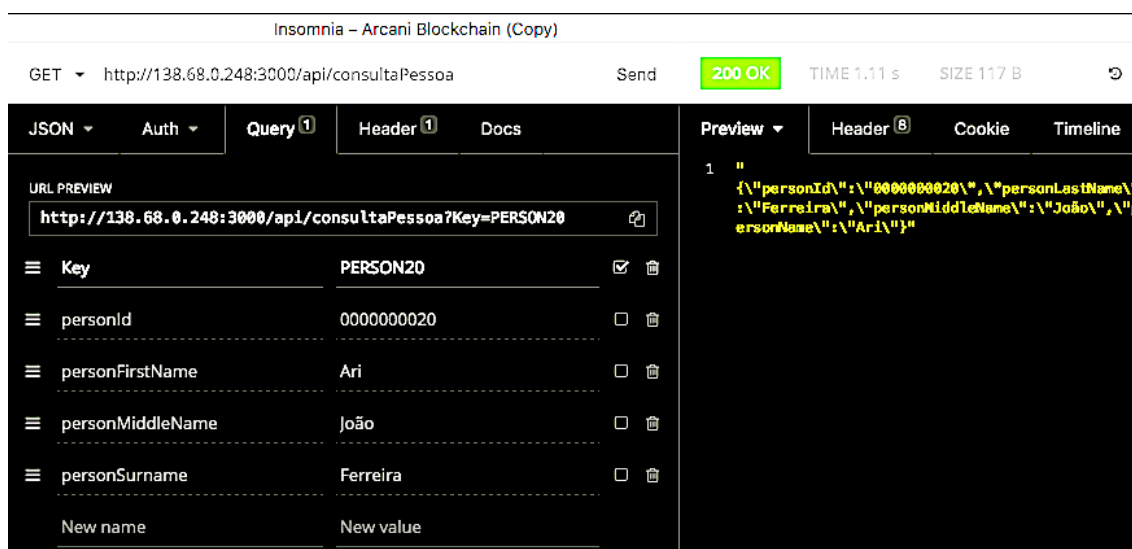 Insomnia – Arcani Blockchain (Copy)
GET http://138.68.0.248:3000/api/consultaPessoa Send 200 OK TIME 1.11 s SIZE 117 B
JSON Auth Query 1 Header 1 Docs Preview Header 8 Cookie Timeline
URL PREVIEW
http://138.68.0.248:3000/api/consultaPessoa?Key=PERSON20
Key PERSON20
personId 0000000020
personFirstName Ari
personMiddleName João
personSurname Ferreira
New name New value
1 "
{\"personId\":\"0000000020\",\"personLastName\"
:\"Ferreira\",\"personMiddleName\":\"João\",\"p
ersonName\":\"Ari\"}"